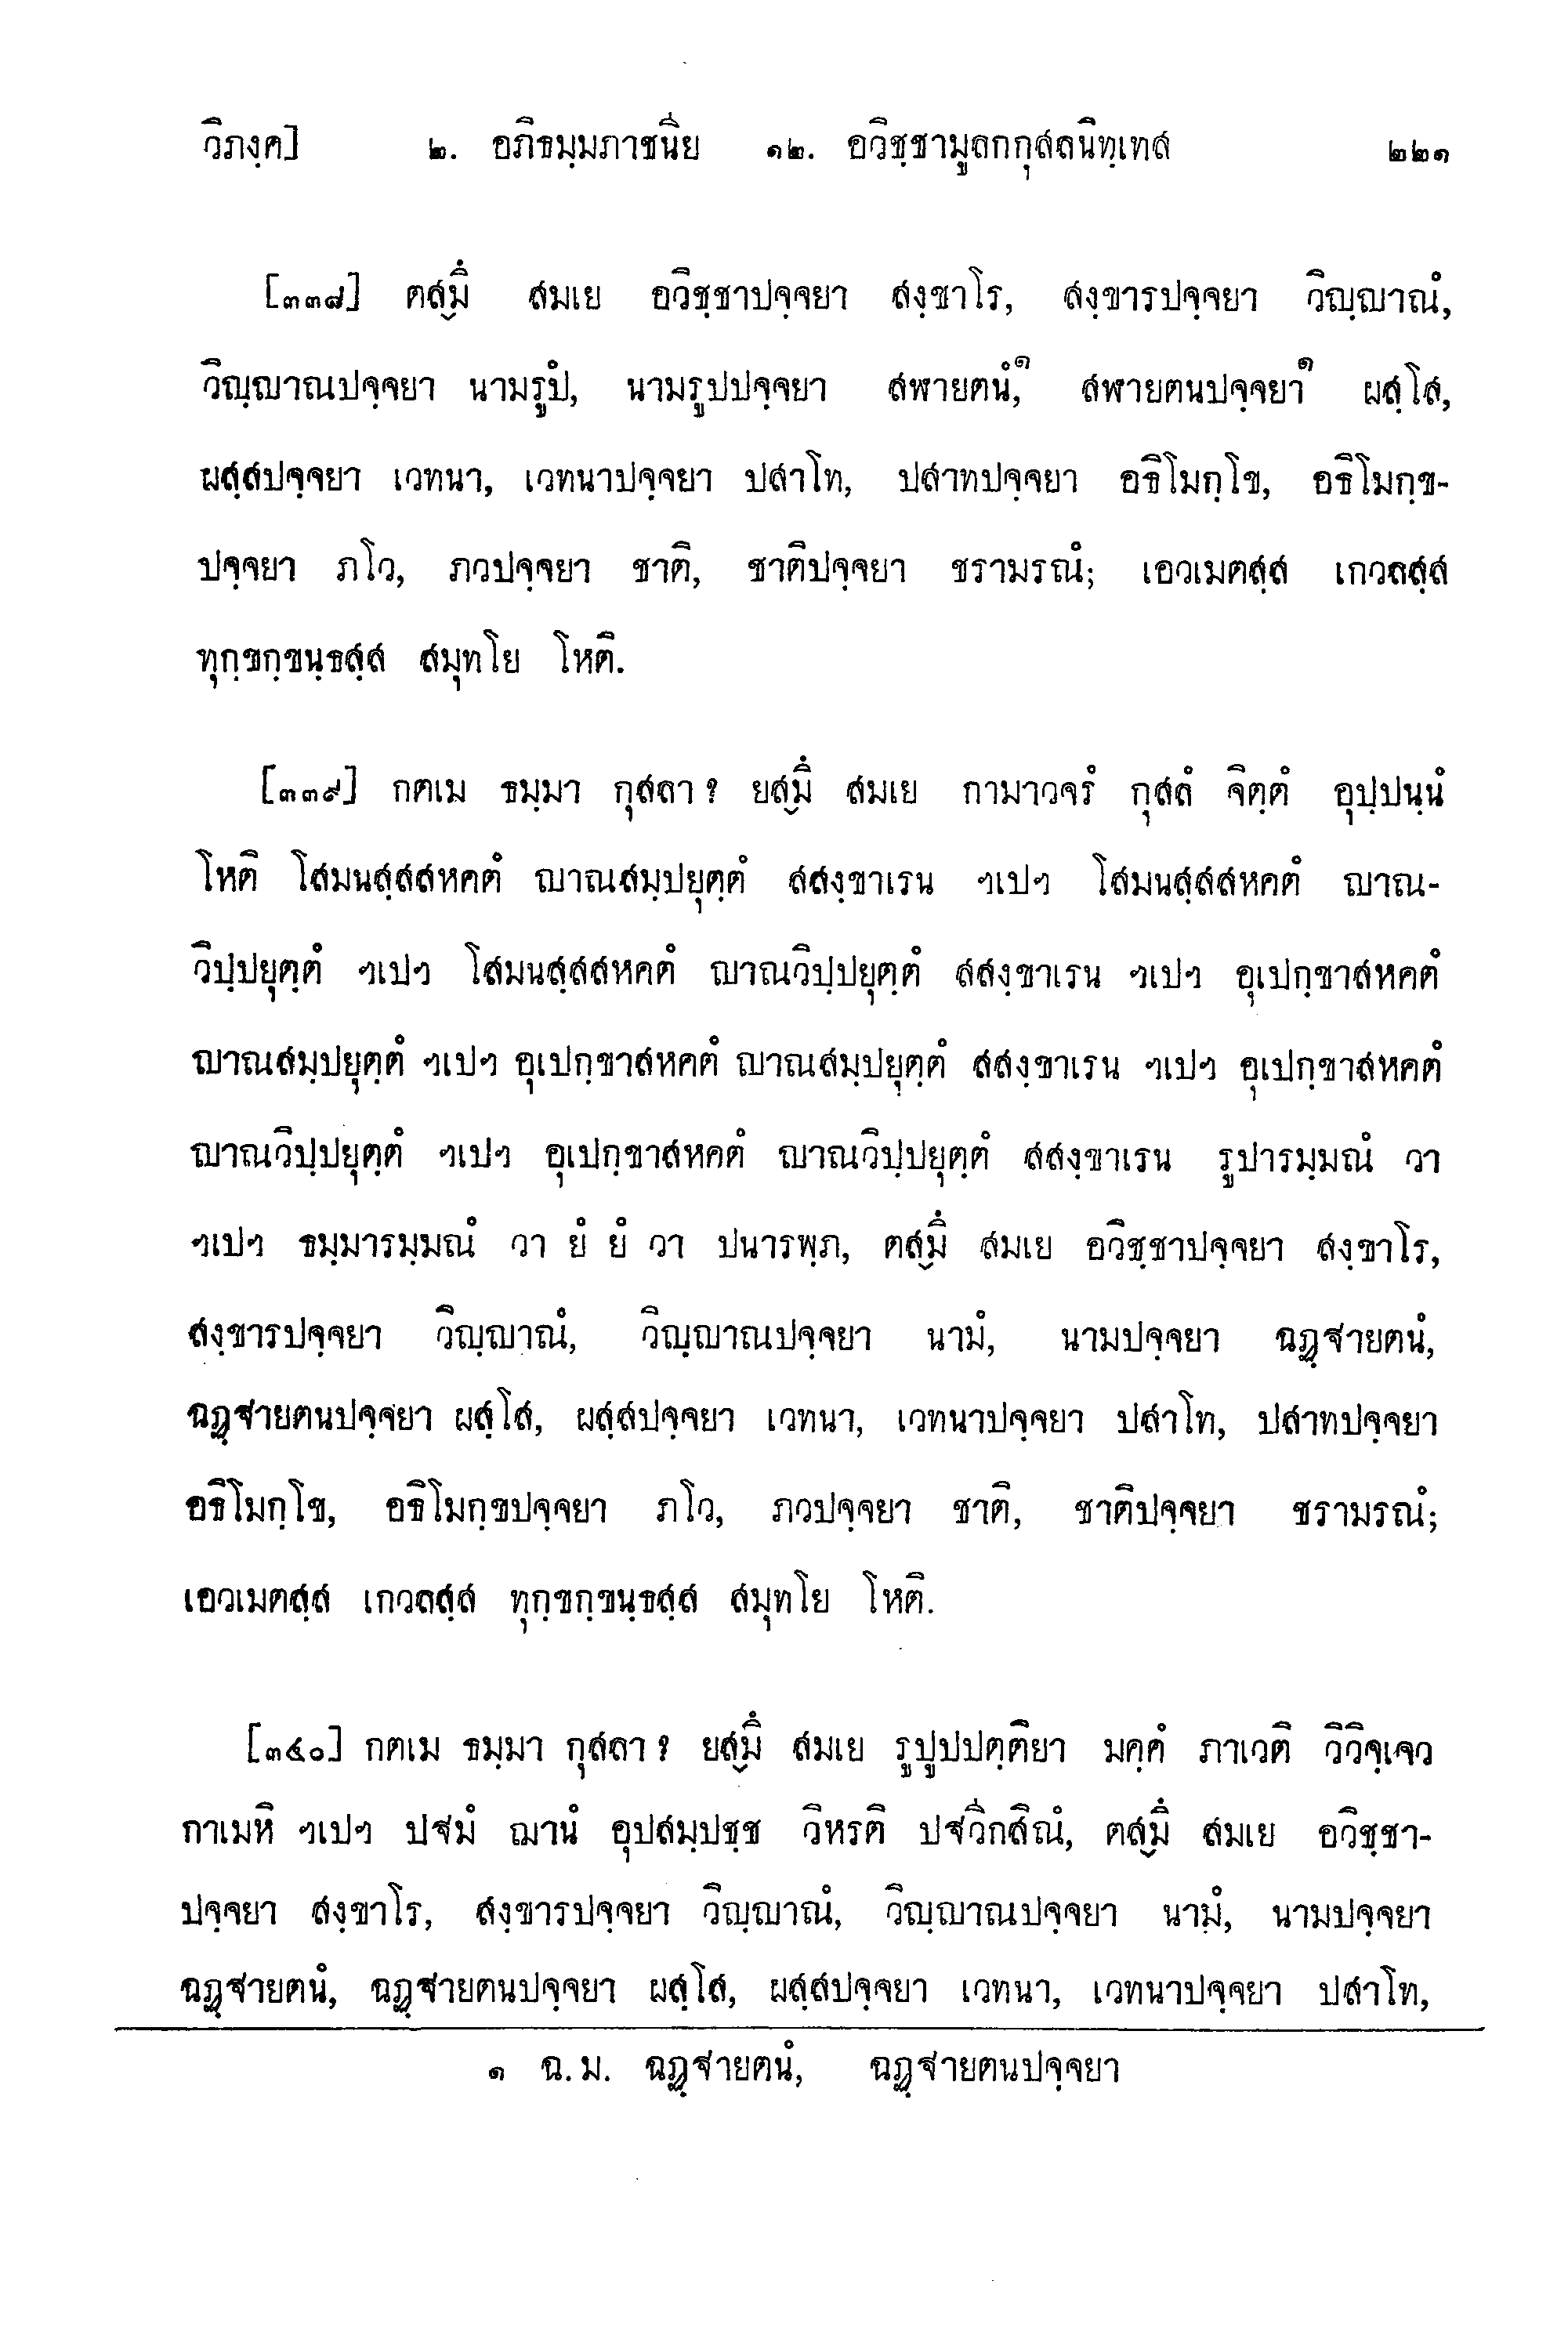 วิภงฺค] ๒. อภิธมฺมภาชนีย ๑๒. อวิชฺชามูลกกุสลนิทฺเทส ๒๒๑
[๓๓๘] ตสฺมึ สมเย อวิชฺชาปจฺจยา สงฺขาโร, สงฺขารปจฺจยา วิญฺญาณํ,
วิญฺญาณปจฺจยา นามรูปํ, นามรูปปจฺจยา สฬายตนํ,๑ สฬายตนปจฺจยา๑ ผสฺโส,
ผสฺสปจฺจยา เวทนา, เวทนาปจฺจยา ปสาโท, ปสาทปจฺจยา อธิโมกฺโข, อธิโมกฺข-
ปจฺจยา ภโว, ภวปจฺจยา ชาติ, ชาติปจฺจยา ชรามรณํ; เอวเมตสฺส เกวลสฺส
ทุกฺขกฺขนฺธสฺส สมุทโย โหติ.
[๓๓๙] กตเม ธมฺมา กุสลา ? ยสฺมึ สมเย กามาวจรํ กุสลํ จิตฺตํ อุปฺปนฺนํ
โหติ โสมนสฺสสหคตํ ญาณสมฺปยุตฺตํ สสงฺขาเรน ฯเปฯ โสมนสฺสสหคตํ ญาณ-
วิปฺปยุตฺตํ ฯเปฯ โสมนสฺสสหคตํ ญาณวิปฺปยุตฺตํ สสงฺขาเรน ฯเปฯ อุเปกฺขาสหคตํ
ญาณสมฺปยุตฺตํ ฯเปฯ อุเปกฺขาสหคตํ ญาณสมฺปยุตฺตํ สสงฺขาเรน ฯเปฯ อุเปกฺขาสหคตํ
ญาณวิปฺปยุตฺตํ ฯเปฯ อุเปกฺขาสหคตํ ญาณวิปฺปยุตฺตํ สสงฺขาเรน รูปารมฺมณํ วา
ฯเปฯ ธมฺมารมฺมณํ วา ยํ ยํ วา ปนารพฺภ, ตสฺมึ สมเย อวิชฺชาปจฺจยา สงฺขาโร,
สงฺขารปจฺจยา วิญฺญาณํ, วิญฺญาณปจฺจยา นามํ, นามปจฺจยา ฉฏฺฐายตนํ,
ฉฏฺฐายตนปจฺจยา ผสฺโส, ผสฺสปจฺจยา เวทนา, เวทนาปจฺจยา ปสาโท, ปสาทปจฺจยา
อธิโมกฺโข, อธิโมกฺขปจฺจยา ภโว, ภวปจฺจยา ชาติ, ชาติปจฺจยา ชรามรณํ;
เอวเมตสฺส เกวลสฺส ทุกฺขกฺขนฺธสฺส สมุทโย โหติ.
[๓๔๐] กตเม ธมฺมา กุสลา ? ยสฺมึ สมเย รูปูปปตฺติยา มคฺคํ ภาเวติ วิวิจฺเจว
กาเมหิ ฯเปฯ ปฐมํ ฌานํ อุปสมฺปชฺช วิหรติ ปฐวีกสิณํ, ตสฺมึ สมเย อวิชฺชา-
ปจฺจยา สงฺขาโร, สงฺขารปจฺจยา วิญฺญาณํ, วิญฺญาณปจฺจยา นามํ, นามปจฺจยา
ฉฏฺฐายตนํ, ฉฏฺฐายตนปจฺจยา ผสฺโส, ผสฺสปจฺจยา เวทนา, เวทนาปจฺจยา ปสาโท,
๑ ฉ.ม. ฉฏฺฐายตนํ, ฉฏฺฐายตนปจฺจยา